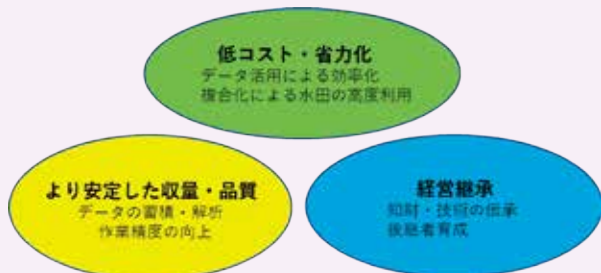 低コスト・省力化
データ活用による効率化
複合化による水田の高度利用
より安定した収量・品質
データの蓄積・解析
作業精度の向上
経営継承
知財・技術の伝承
後継者育成